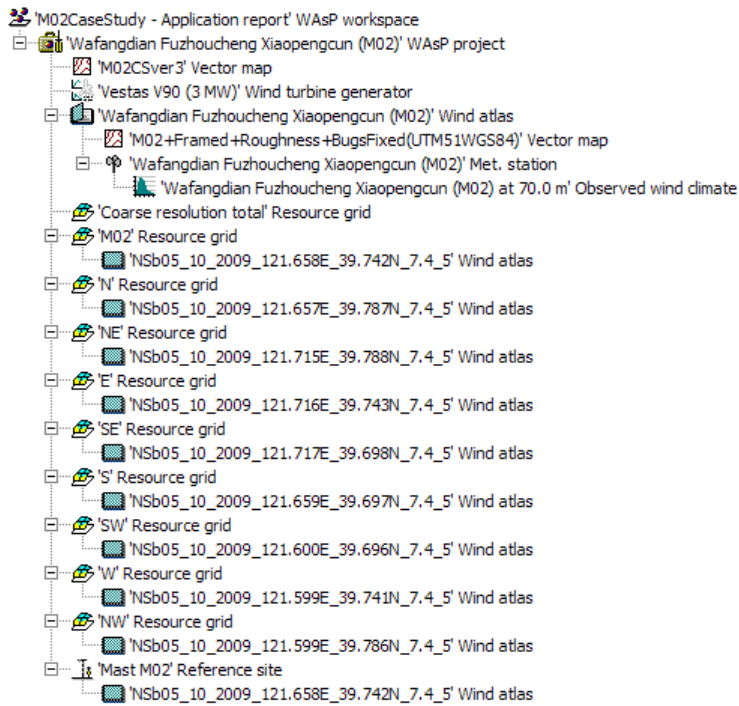 'M02CaseStudy - Application report' WAsP workspace
'Wafangdian Fuzhoucheng Xiaopengcun (M02)' WAsP project
'M02CSver3' Vector map
'Vestas V90 (3 MW)' Wind turbine generator
'Wafangdian Fuzhoucheng Xiaopengcun (M02)' Wind atlas
'M02+Framed+Roughness+BugsFixed(UTM51WGS84)' Vector map
'Wafangdian Fuzhoucheng Xiaopengcun (M02)' Met. station
'Wafangdian Fuzhoucheng Xiaopengcun (M02) at 70.0 m' Observed wind climate
'Coarse resolution total' Resource grid
'M02' Resource grid
'NSb05_10_2009_121.658E_39.742N_7.4_5' Wind atlas
'N' Resource grid
'NSb05_10_2009_121.657E_39.787N_7.4_5' Wind atlas
'NE' Resource grid
'NSb05_10_2009_121.715E_39.788N_7.4_5' Wind atlas
'E' Resource grid
'NSb05_10_2009_121.716E_39.743N_7.4_5' Wind atlas
'SE' Resource grid
'NSb05_10_2009_121.717E_39.698N_7.4_5' Wind atlas
'S' Resource grid
'NSb05_10_2009_121.659E_39.697N_7.4_5' Wind atlas
'SW' Resource grid
'NSb05_10_2009_121.600E_39.696N_7.4_5' Wind atlas
'W' Resource grid
'NSb05_10_2009_121.599E_39.741N_7.4_5' Wind atlas
'NW' Resource grid
'NSb05_10_2009_121.599E_39.786N_7.4_5' Wind atlas
'Mast M02' Reference site
'NSb05_10_2009_121.658E_39.742N_7.4_5' Wind atlas